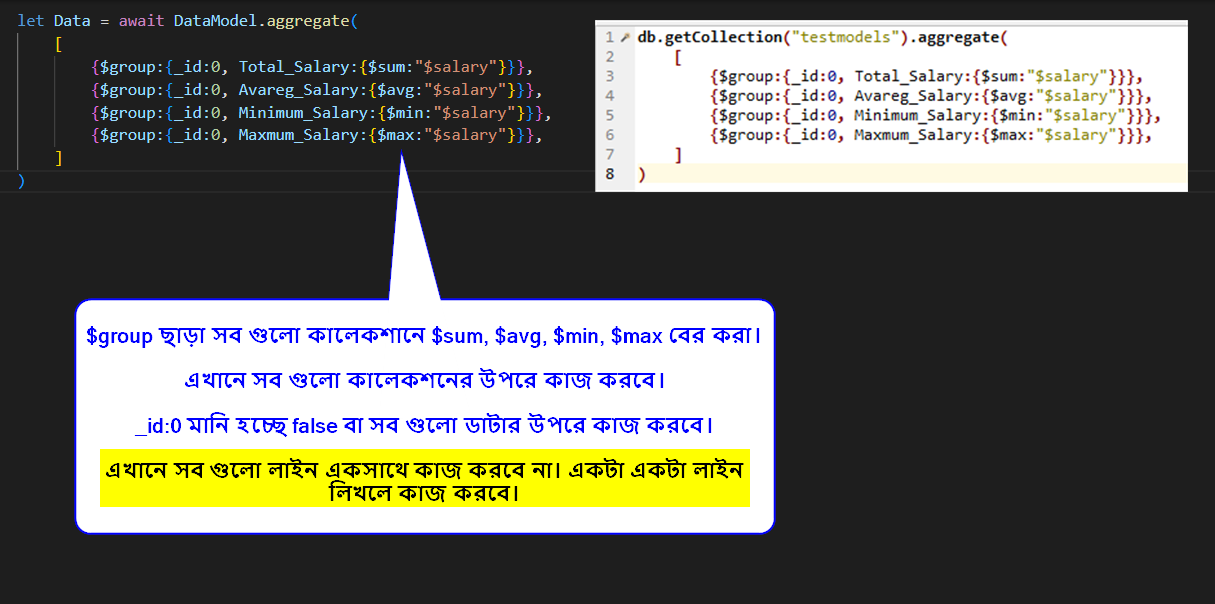 let Data = await DataModel.aggregate(
[
{$group:{_id:0, Total_Salary:{$sum:"$salary"}}},
{$group:{_id:0, Avareg_Salary:{$avg:"$salary"}}},
{$group:{_id:0, Minimum_Salary:{$min:"$salary"}}},
{$group:{_id:0, Maxmum_Salary:{$max:"$salary"}}},
]
)
1 db.getCollection("testmodels").aggregate(
2 [
3 {$group:{_id:0, Total_Salary:{$sum:"$salary"}}},
4 {$group:{_id:0, Avareg_Salary:{$avg:"$salary"}}},
5 {$group:{_id:0, Minimum_Salary:{$min:"$salary"}}},
6 {$group:{_id:0, Maxmum_Salary:{$max:"$salary"}}},
7 ]
8 )
$group ছাড়া সব গুলো কালেকশানে $sum, $avg, $min, $max বের করা।
এখানে সব গুলো কালেকশনের উপরে কাজ করবে।
_id:0 মানি হচ্ছে false বা সব গুলো ডাটার উপরে কাজ করবে।
এখানে সব গুলো লাইন একসাথে কাজ করবে না। একটা একটা লাইন
লিখলে কাজ করবে।